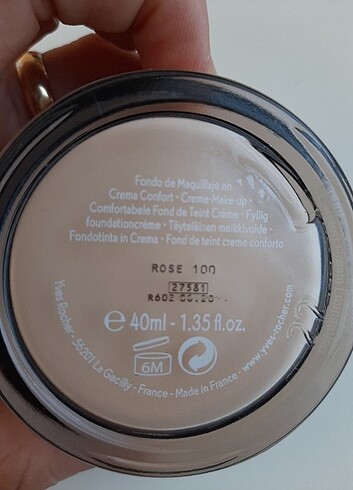 Fondo de Maquillaje en
Crema Confort - Creme-Make-up -
Comfortabele Fond de Teint Crème - Fyllig
foundationcrème - Täyteläinen meikkivoide -
Fondotinta in Crema - Fond de teint creme conforto
ROSE 100
27581
R602
e 40ml - 1.35 fl.oz.
6M
Yves Rocher - 56201 La Gacilly - France - Made in France - www.yves-rocher.com